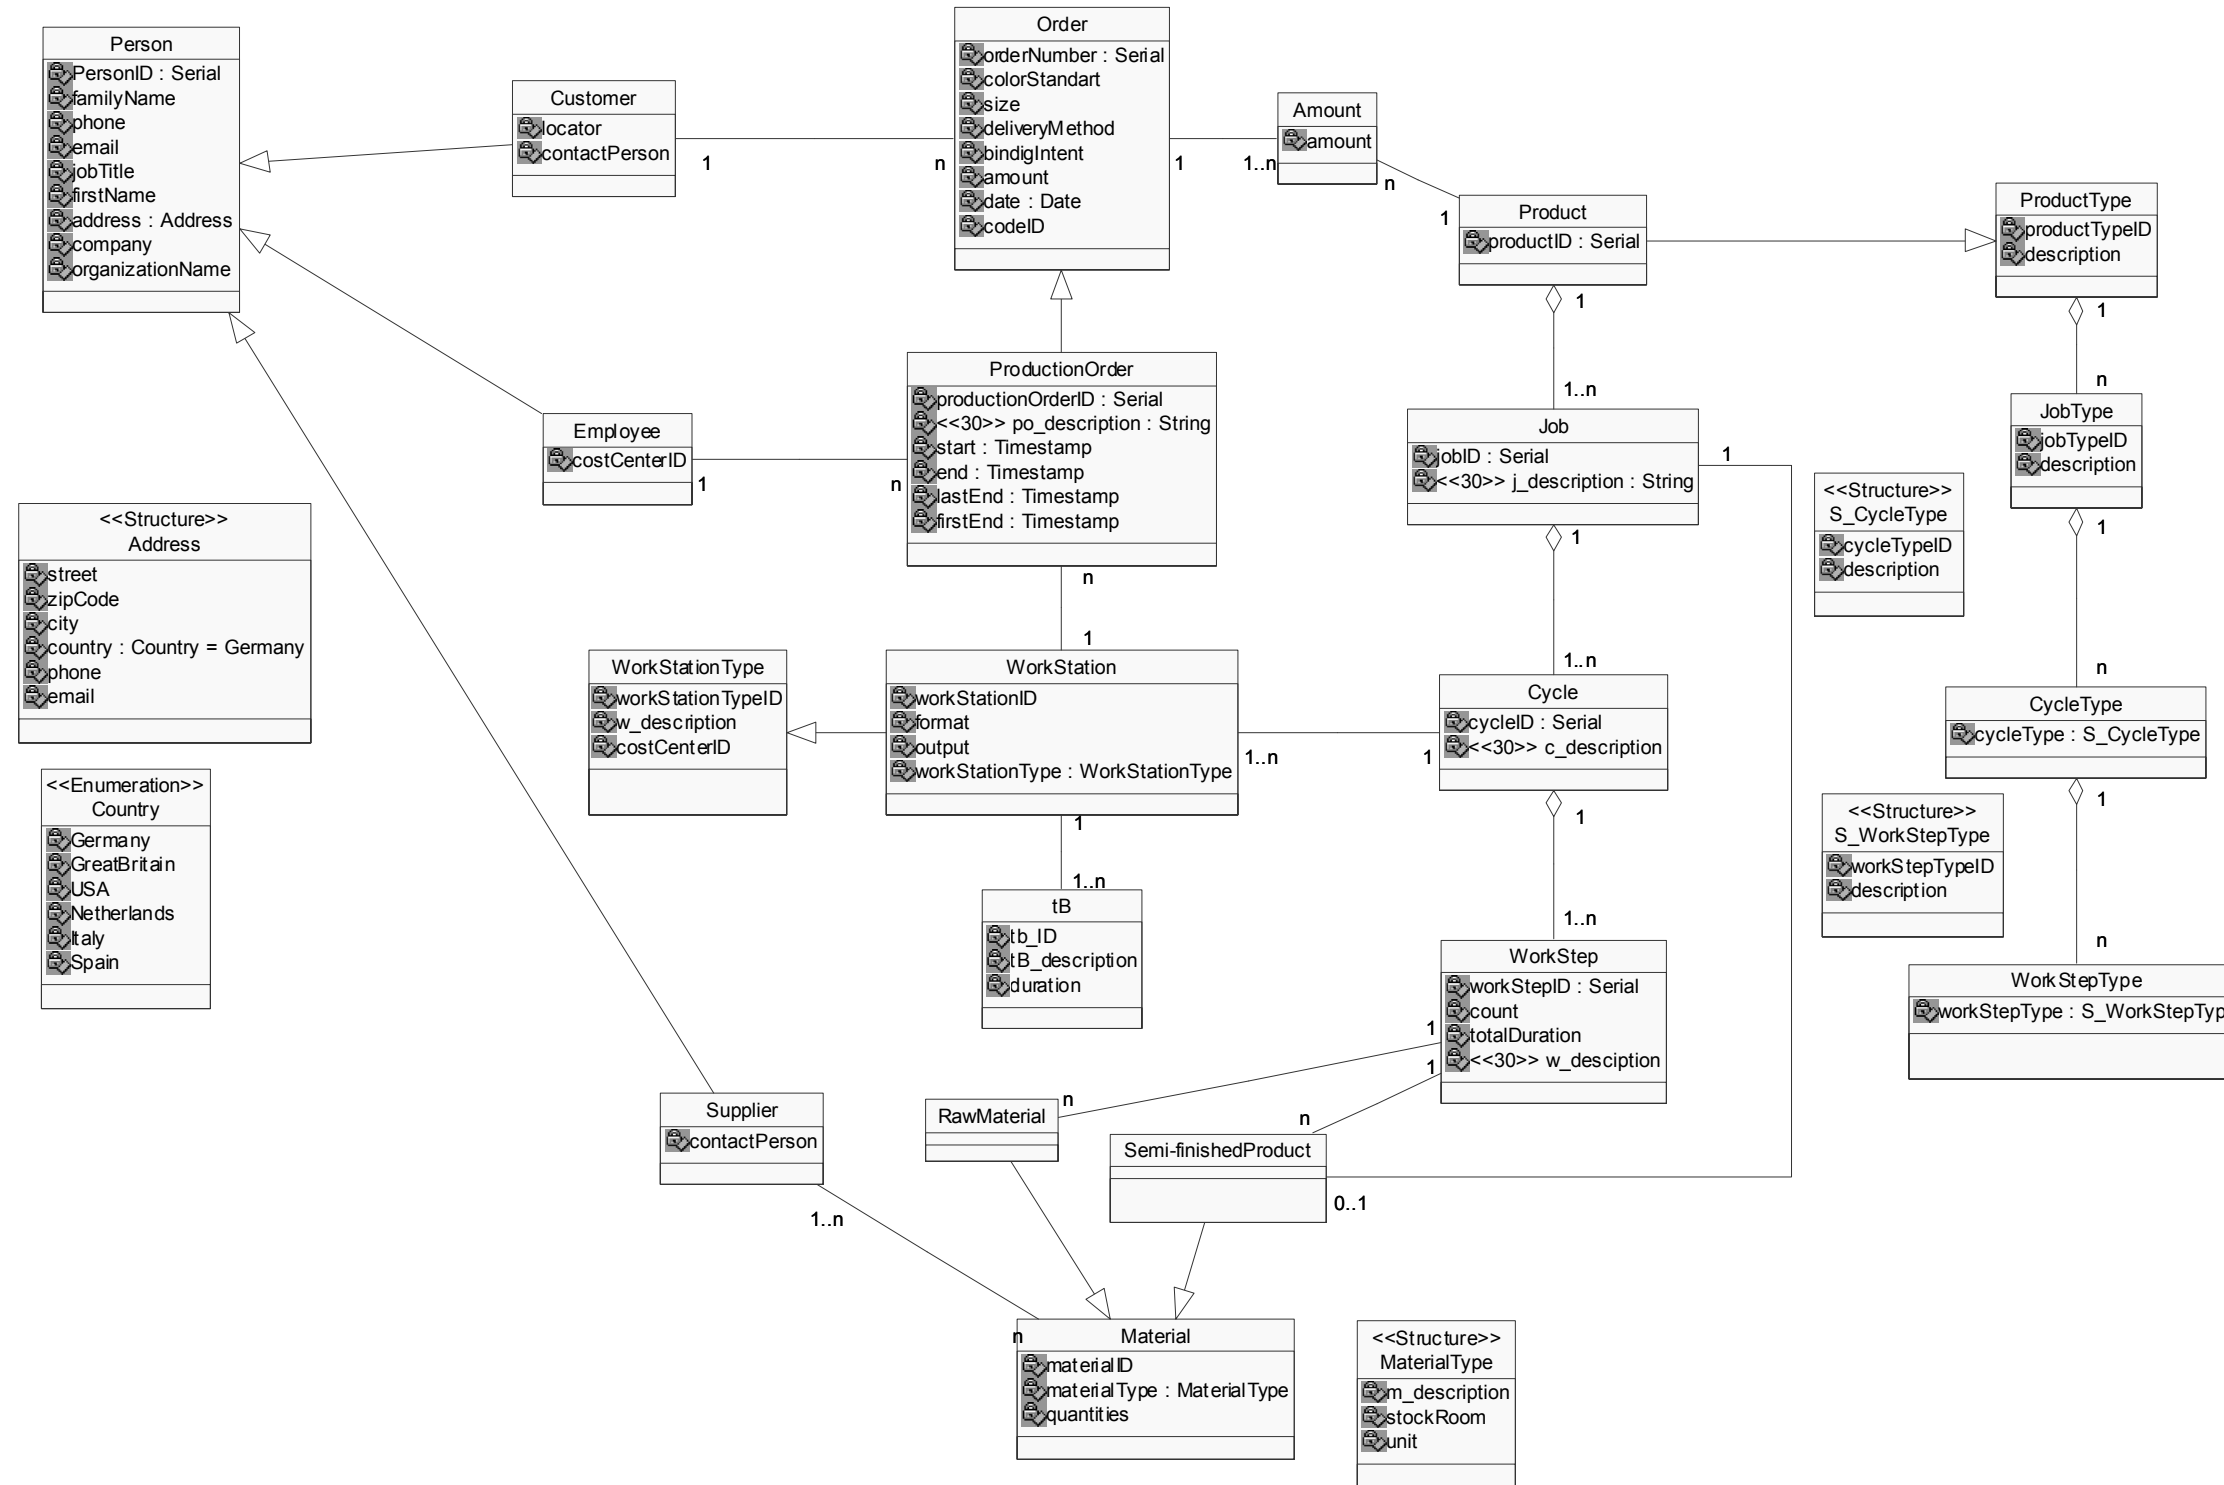 Person
PersonID : Serial
familyName
phone
email
jobTitle
firstName
address : Address
company
organizationName
Customer
locator
contactPerson
1
n
Order
orderNumber : Serial
colorStandart
size
deliveryMethod
bindigIntent
amount
date : Date
codeID
1
1..n
Amount
amount
n
1
Product
productID : Serial
1
1..n
ProductType
productTypeID
description
1
n
Employee
costCenterID
1
n
ProductionOrder
productionOrderID : Serial
<<30>> po_description : String
start : Timestamp
end : Timestamp
lastEnd : Timestamp
firstEnd : Timestamp
n
1
Job
jobID : Serial
<<30>> j_description : String
1
1
1..n
JobType
jobTypeID
description
1
n
<<Structure>>
S_CycleType
cycleTypeID
description
<<Structure>>
Address
street
zipCode
city
country : Country = Germany
phone
email
<<Enumeration>>
Country
Germany
GreatBritain
USA
Netherlands
Italy
Spain
WorkStationType
workStationTypeID
w_description
costCenterID
WorkStation
workStationID
format
output
workStationType : WorkStationType
1..n
1
1
1..n
Cycle
cycleID : Serial
<<30>> c_description
1
1..n
CycleType
cycleType : S_CycleType
1
n
<<Structure>>
S_WorkStepType
workStepTypeID
description
tB
tb_ID
tB_description
duration
WorkStep
workStepID : Serial
count
totalDuration
<<30>> w_desciption
1
1
n
n
WorkStepType
workStepType : S_WorkStepTyp
Supplier
contactPerson
1..n
n
RawMaterial
Semi-finishedProduct
0..1
Material
materialID
materialType : MaterialType
quantities
<<Structure>>
MaterialType
m_description
stockRoom
unit